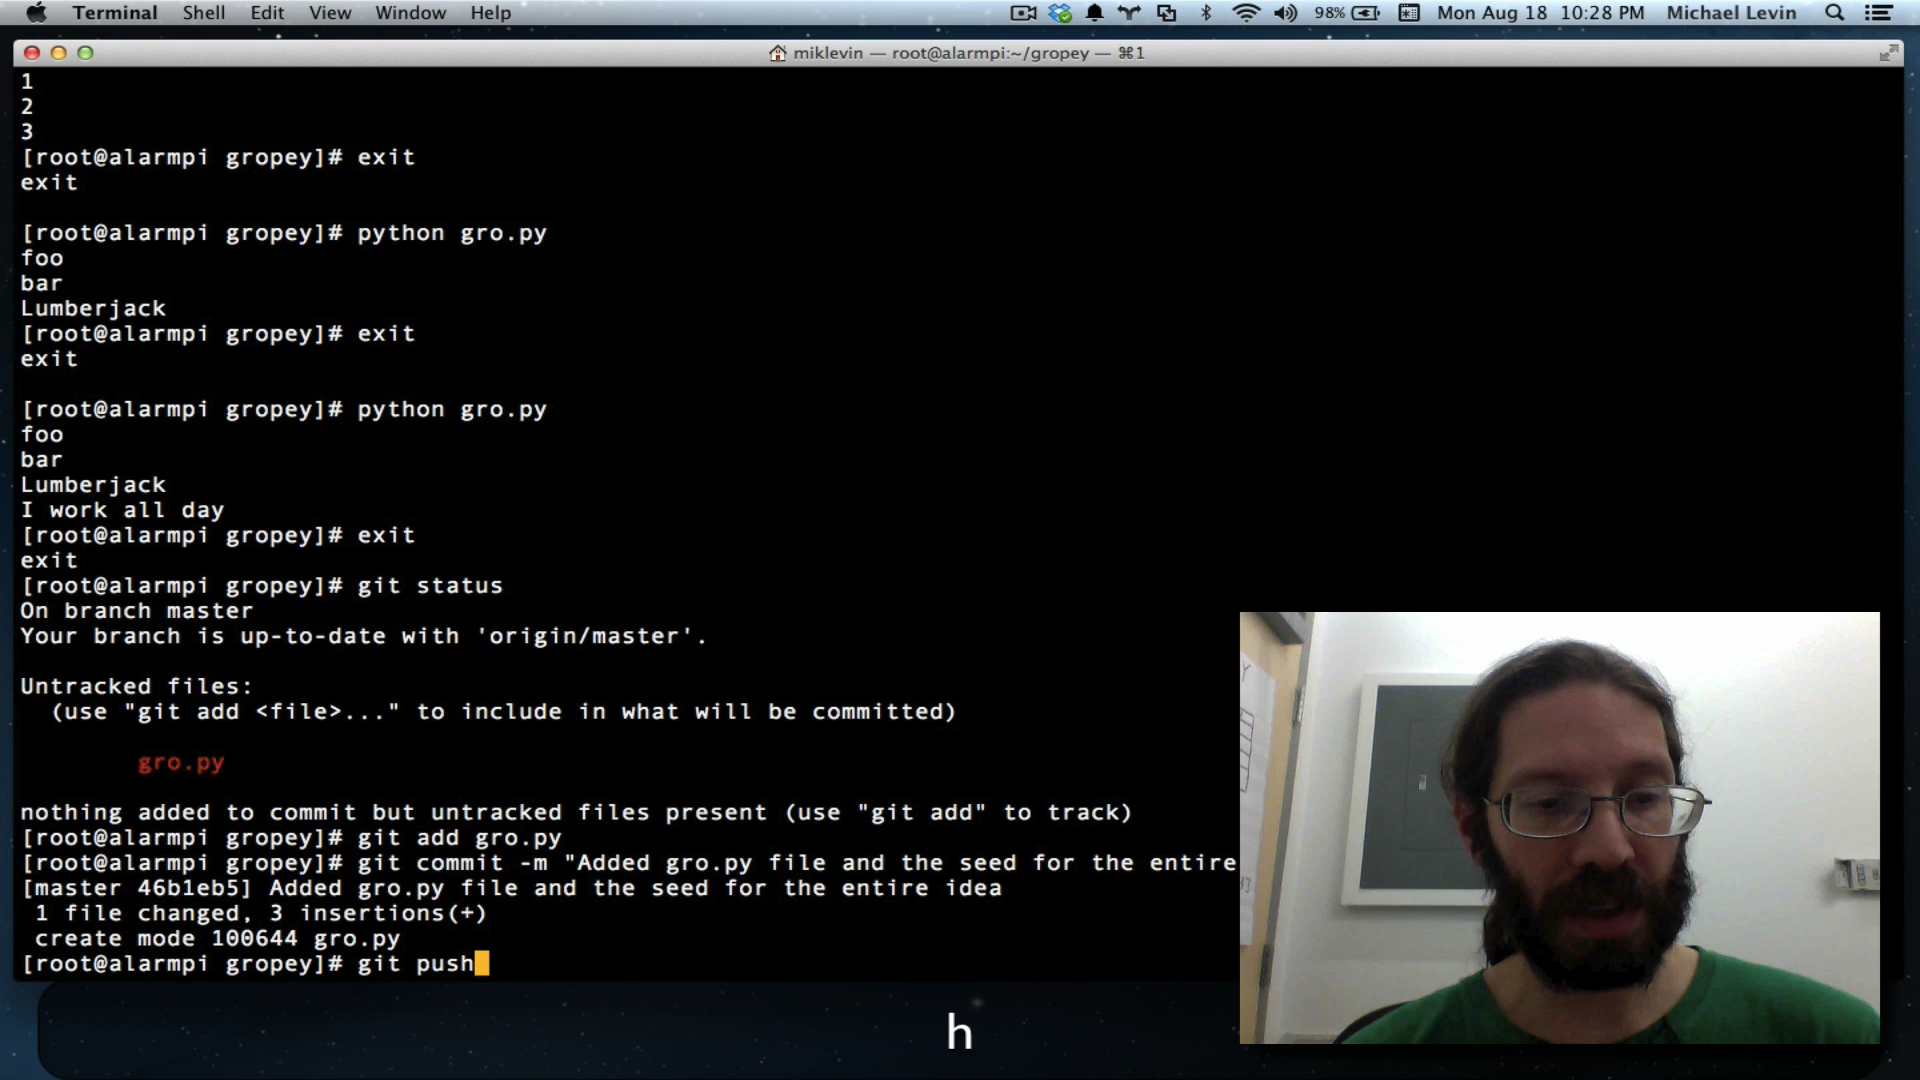 Terminal Shell Edit View Window Help 98% Mon Aug 18 10:28 PM Michael Levin
miklevin — root@alarmpi:~/gropey — ⌘1
1
2
3
[root@alarmpi gropey]# exit
exit
[root@alarmpi gropey]# python gro.py
foo
bar
Lumberjack
[root@alarmpi gropey]# exit
exit
[root@alarmpi gropey]# python gro.py
foo
bar
Lumberjack
I work all day
[root@alarmpi gropey]# exit
exit
[root@alarmpi gropey]# git status
On branch master
Your branch is up-to-date with 'origin/master'.
Untracked files:
(use "git add <file>..." to include in what will be committed)
gro.py
nothing added to commit but untracked files present (use "git add" to track)
[root@alarmpi gropey]# git add gro.py
[root@alarmpi gropey]# git commit -m "Added gro.py file and the seed for the entire
[master 46b1eb5] Added gro.py file and the seed for the entire idea
1 file changed, 3 insertions(+)
create mode 100644 gro.py
[root@alarmpi gropey]# git push
h